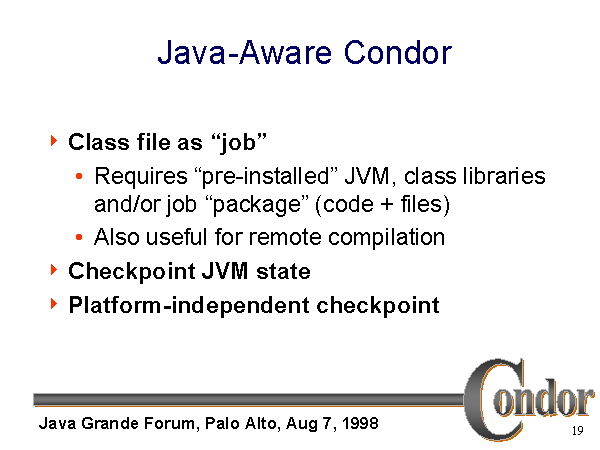 Java-Aware Condor
Class file as “job”
• Requires “pre-installed” JVM, class libraries
and/or job “package” (code + files)
• Also useful for remote compilation
Checkpoint JVM state
Platform-independent checkpoint
Condor
Java Grande Forum, Palo Alto, Aug 7, 1998
19